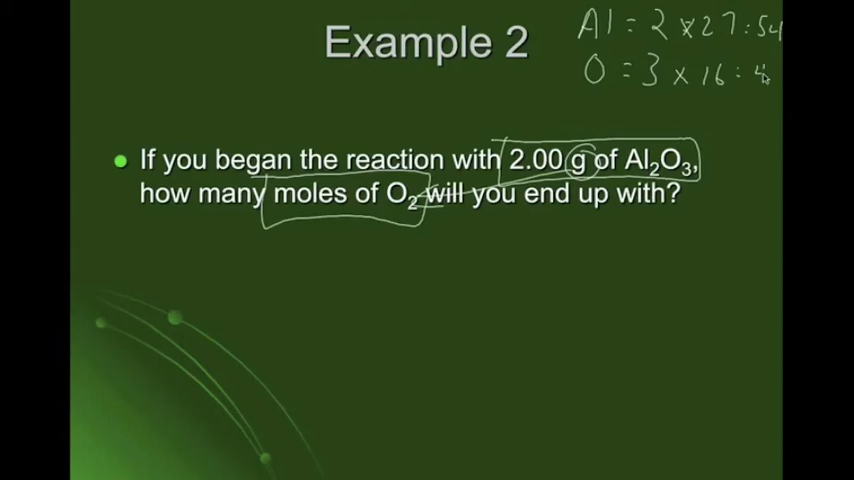 Example 2
Al = 2 x 27 : 54
O = 3 x 16 : 4
If you began the reaction with 2.00 g of Al₂O₃,
how many moles of O₂ will you end up with?